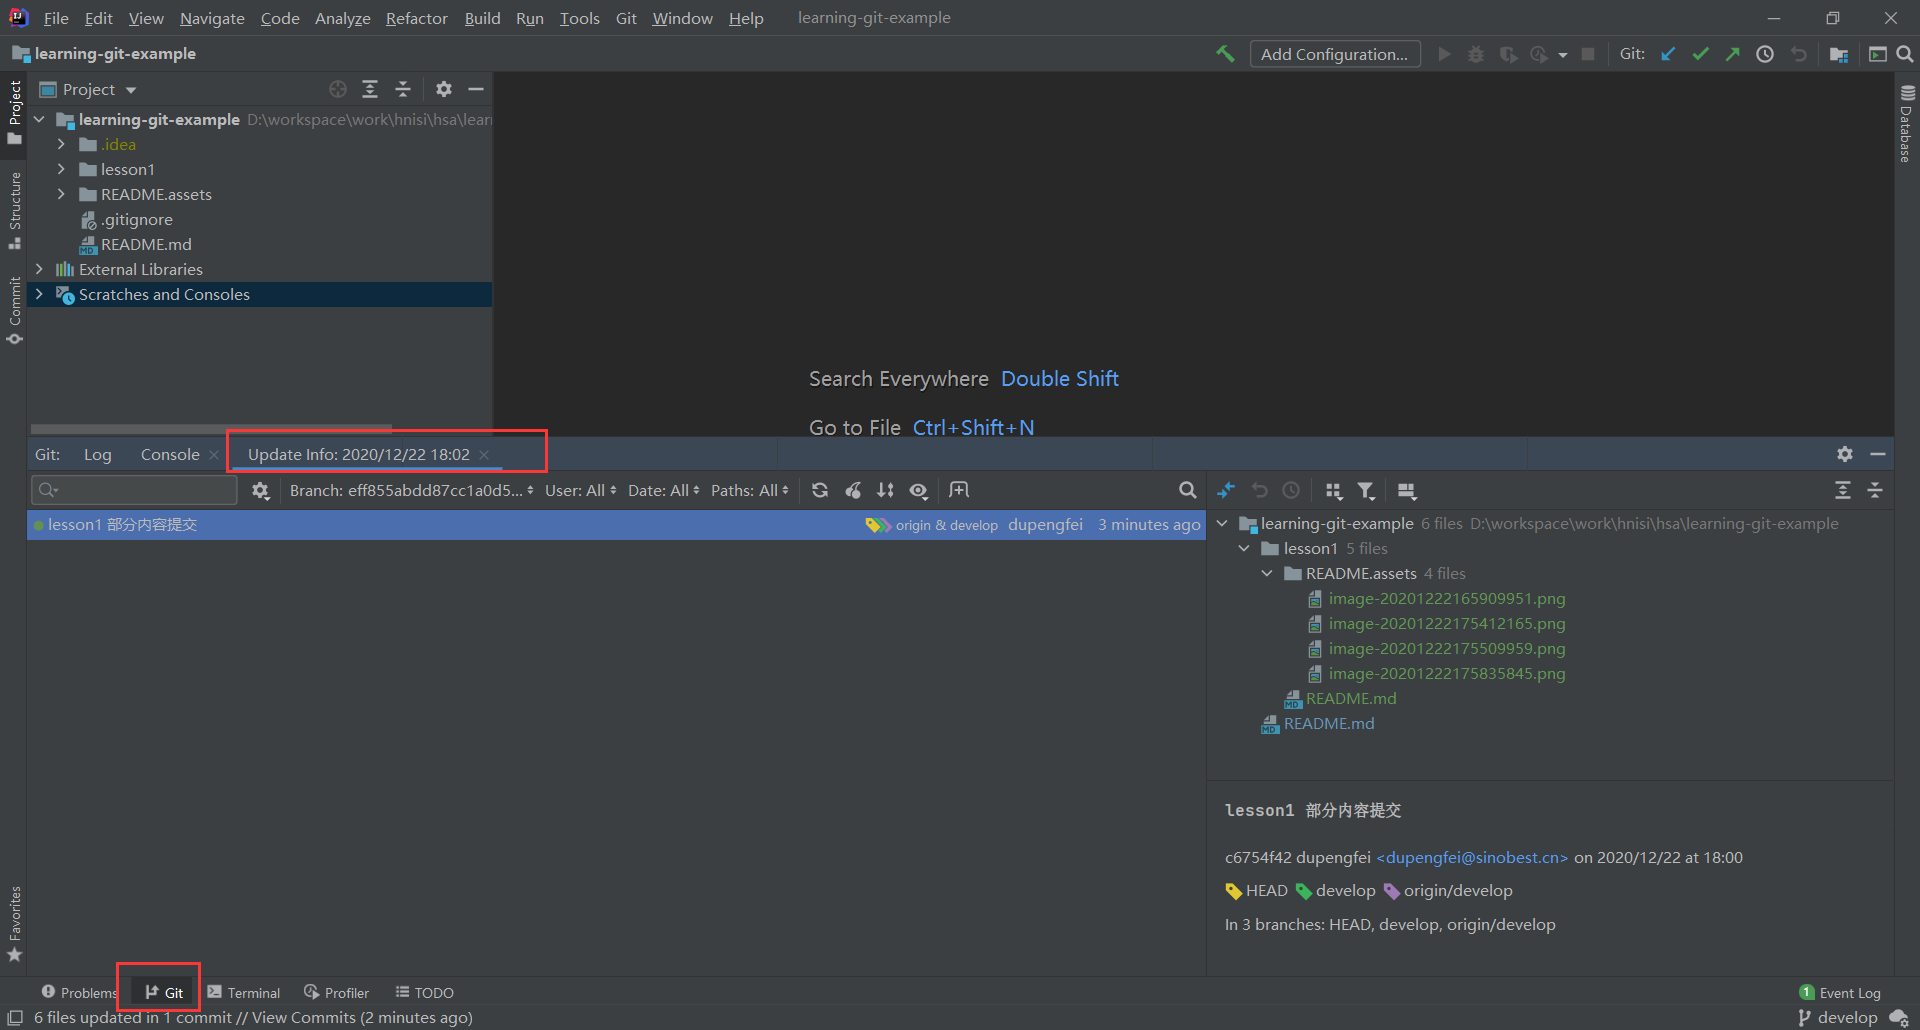 File Edit View Navigate Code Analyze Refactor Build Run Tools Git Window Help learning-git-example
learning-git-example
Add Configuration...
Git:
Project
Project
learning-git-example D:\workspace\work\hnisi\hsa\lear
.idea
lesson1
README.assets
.gitignore
README.md
External Libraries
Scratches and Consoles
Structure
Commit
Favorites
Database
Search Everywhere Double Shift
Go to File Ctrl+Shift+N
Git: Log Console Update Info: 2020/12/22 18:02
Branch: eff855abdd87cc1a0d5... User: All Date: All Paths: All
lesson1 部分内容提交 origin & develop dupengfei 3 minutes ago
learning-git-example 6 files D:\workspace\work\hnisi\hsa\learning-git-example
lesson1 5 files
README.assets 4 files
image-20201222165909951.png
image-20201222175412165.png
image-20201222175509959.png
image-20201222175835845.png
README.md
README.md
lesson1 部分内容提交
c6754f42 dupengfei <dupengfei@sinobest.cn> on 2020/12/22 at 18:00
HEAD develop origin/develop
In 3 branches: HEAD, develop, origin/develop
Problems Git Terminal Profiler TODO
1 Event Log
6 files updated in 1 commit // View Commits (2 minutes ago)
develop